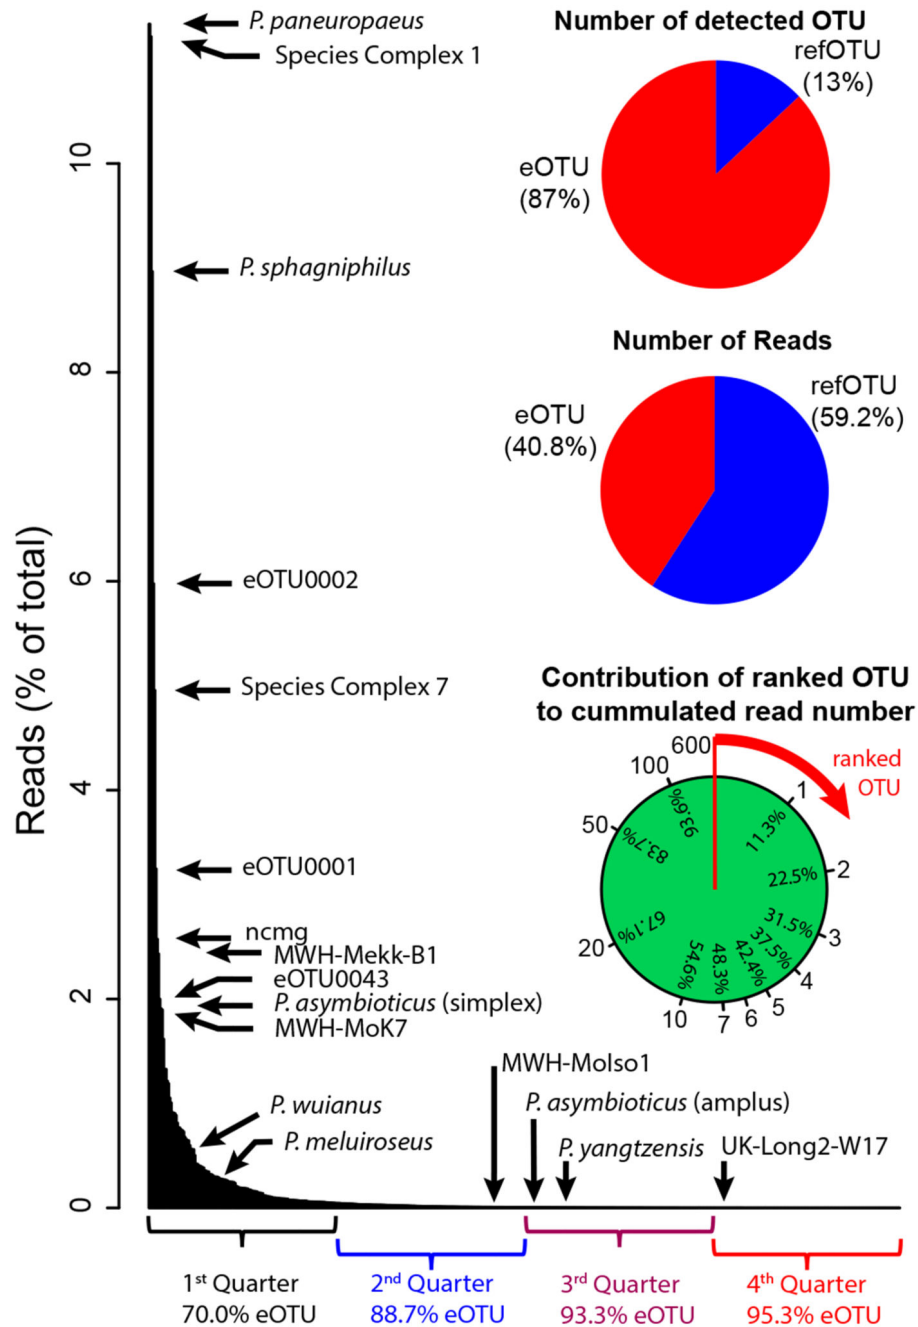 P. paneuropaeus
Species Complex 1
P. sphagniphilus
eOTU0002
Species Complex 7
eOTU0001
ncmg
MWH-Mekk-B1
eOTU0043
P. asymbioticus (simplex)
MWH-MoK7
P. wuianus
P. meluiroseus
MWH-MoIso1
P. asymbioticus (amplus)
P. yangtzensis
UK-Long2-W17
Reads (% of total)
10
8
6
4
2
0
1st Quarter
70.0% eOTU
2nd Quarter
88.7% eOTU
3rd Quarter
93.3% eOTU
4th Quarter
95.3% eOTU
Number of detected OTU
refOTU
(13%)
eOTU
(87%)
Number of Reads
refOTU
(59.2%)
eOTU
(40.8%)
Contribution of ranked OTU
to cummulated read number
ranked
OTU
1
2
3
4
5
6
7
10
20
50
100
600
11.3%
22.5%
31.5%
37.5%
42.4%
48.3%
54.6%
67.1%
83.7%
93.6%